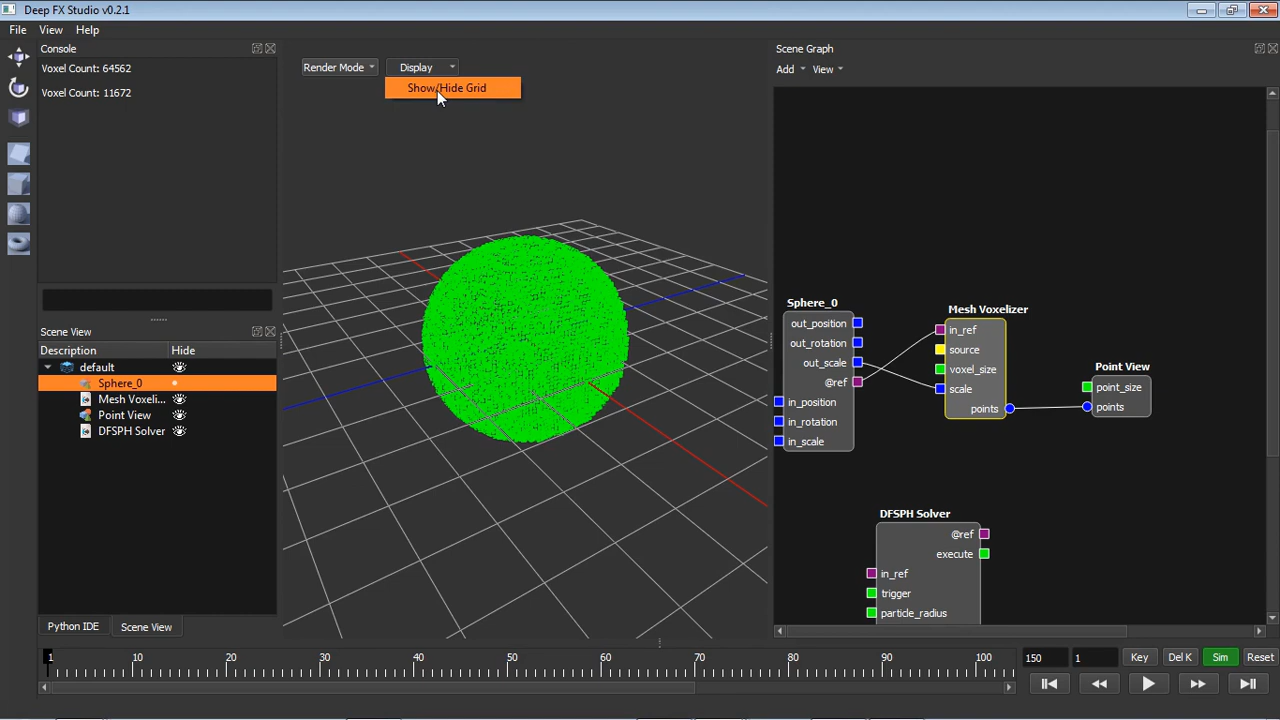 Deep FX Studio v0.2.1
File View Help
Console
Voxel Count: 64562
Voxel Count: 11672
Render Mode Display
Show/Hide Grid
Scene View
Description Hide
default
Sphere_0
Mesh Voxeli...
Point View
DFSPH Solver
Python IDE Scene View
Scene Graph
Add View
Sphere_0
out_position
out_rotation
out_scale
@ref
in_position
in_rotation
in_scale
Mesh Voxelizer
in_ref
source
voxel_size
scale
points
Point View
point_size
points
DFSPH Solver
@ref
execute
in_ref
trigger
particle_radius
1 10 20 30 40 50 60 70 80 90 100
150 1 Key Del K Sim Reset